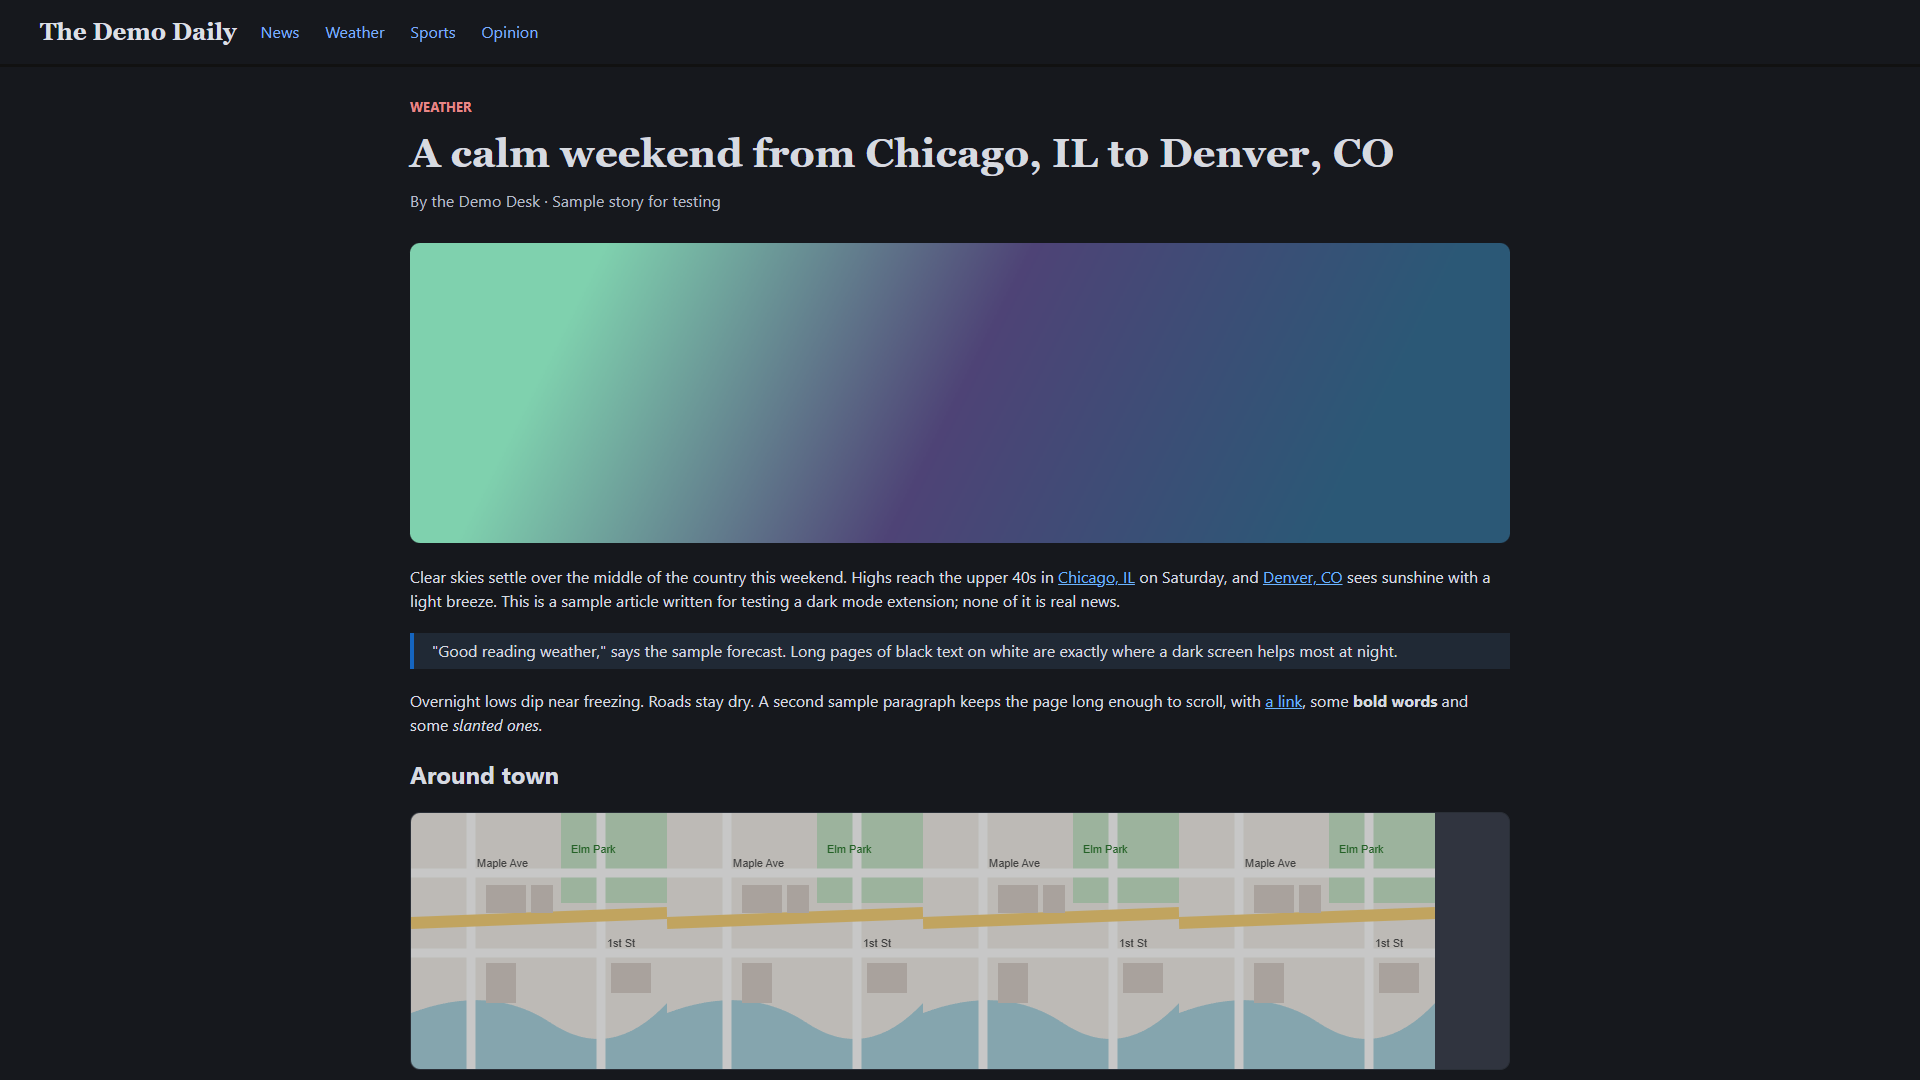 The Demo Daily
News
Weather
Sports
Opinion
WEATHER
A calm weekend from Chicago, IL to Denver, CO
By the Demo Desk · Sample story for testing
Clear skies settle over the middle of the country this weekend. Highs reach the upper 40s in Chicago, IL on Saturday, and Denver, CO sees sunshine with a
light breeze. This is a sample article written for testing a dark mode extension; none of it is real news.
"Good reading weather," says the sample forecast. Long pages of black text on white are exactly where a dark screen helps most at night.
Overnight lows dip near freezing. Roads stay dry. A second sample paragraph keeps the page long enough to scroll, with a link, some bold words and
some slanted ones.
Around town
Elm Park
Elm Park
Elm Park
Elm Park
Maple Ave
Maple Ave
Maple Ave
Maple Ave
1st St
1st St
1st St
1st St